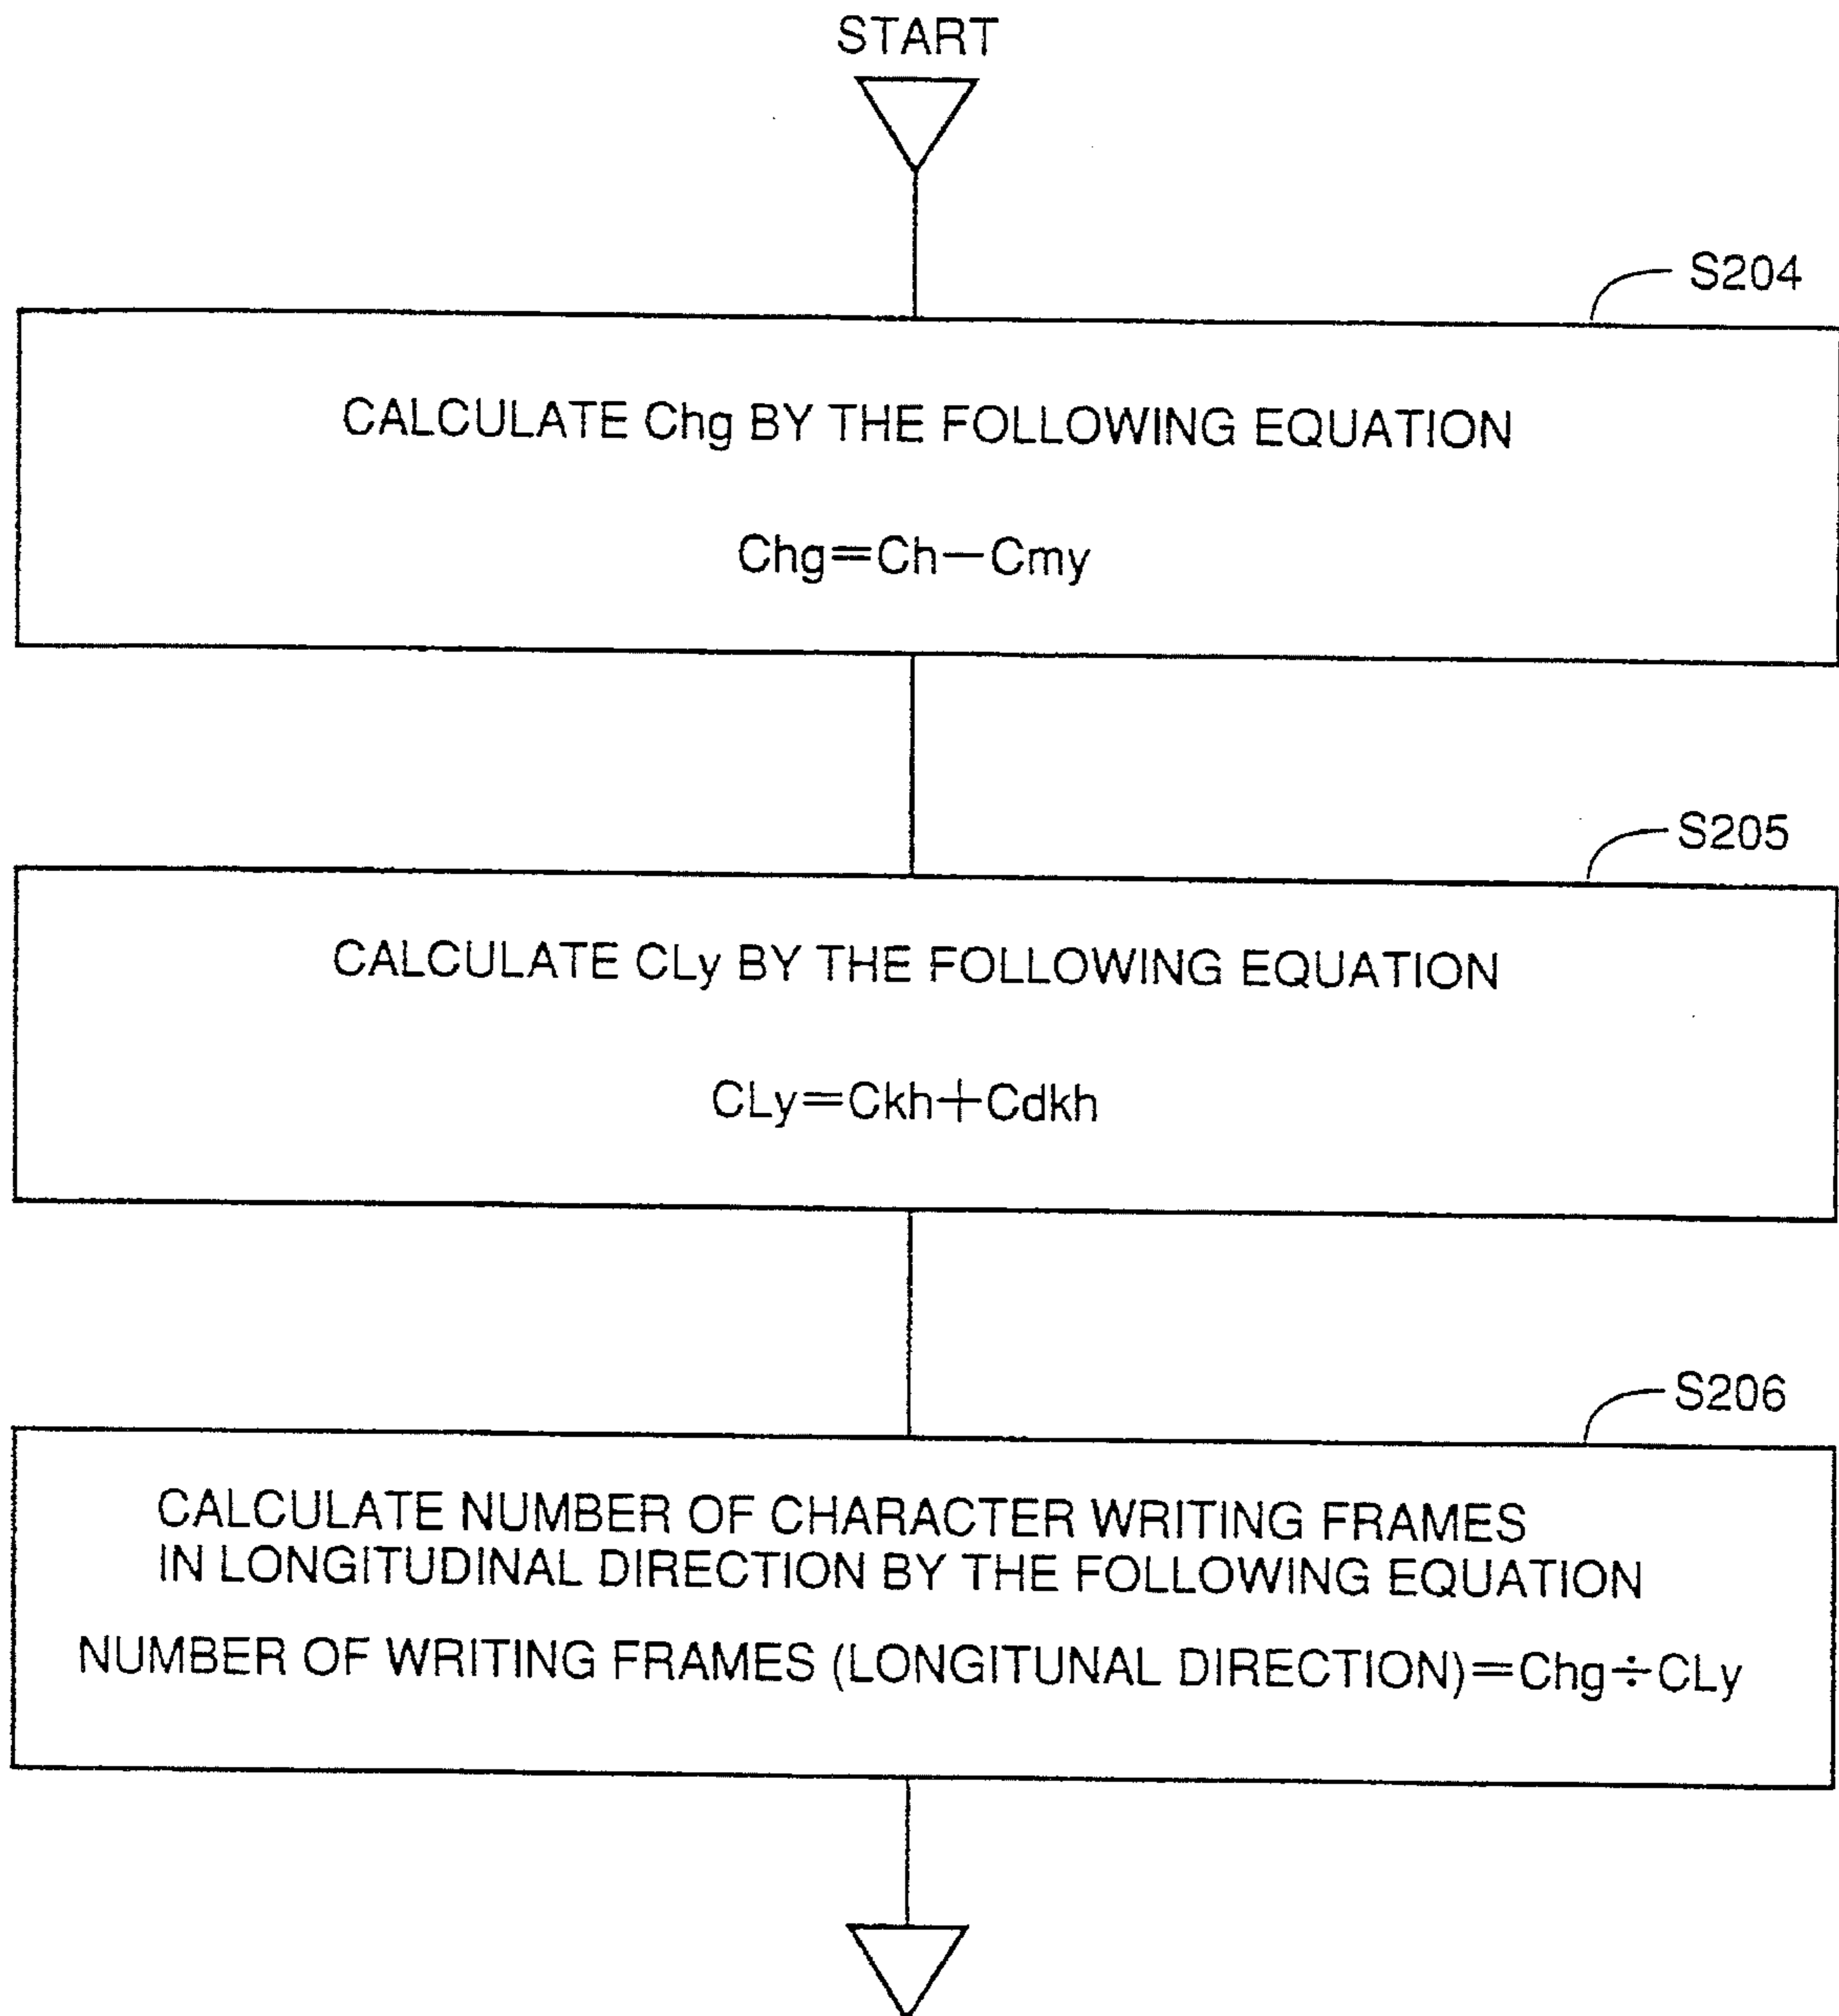 START
S204
CALCULATE Chg BY THE FOLLOWING EQUATION
Chg=Ch-Cmy
S205
CALCULATE CLy BY THE FOLLOWING EQUATION
CLy=Ckh+Cdkh
S206
CALCULATE NUMBER OF CHARACTER WRITING FRAMES
IN LONGITUDINAL DIRECTION BY THE FOLLOWING EQUATION
NUMBER OF WRITING FRAMES (LONGITUNAL DIRECTION)=Chg÷CLy